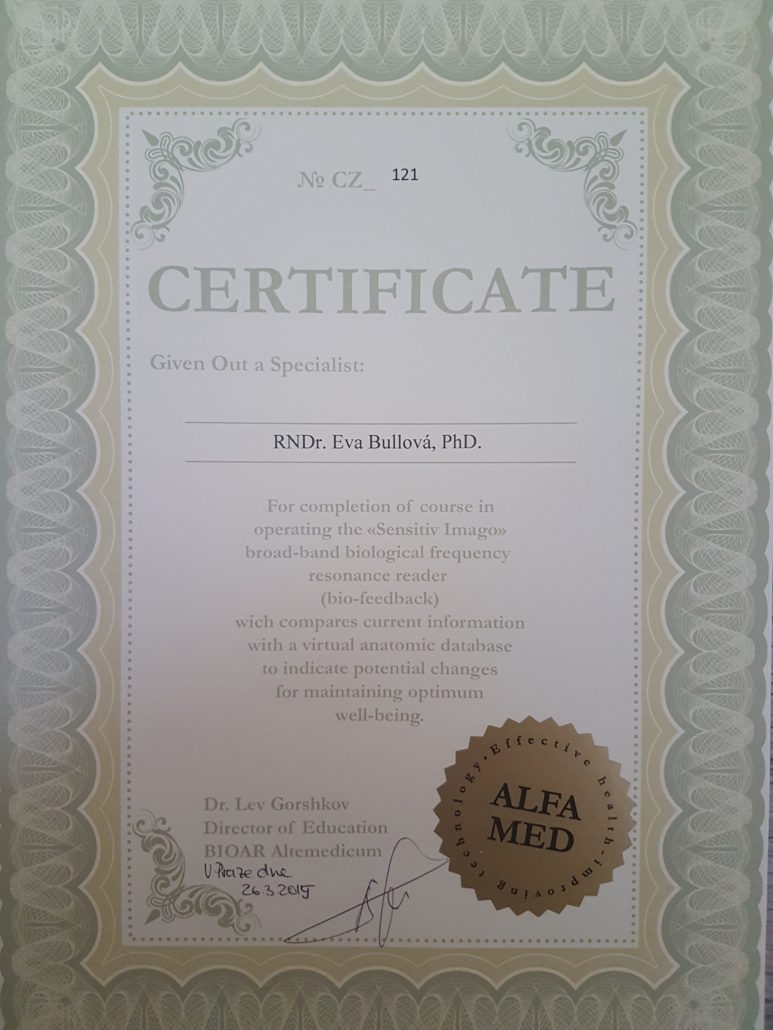 № CZ_ 121
CERTIFICATE
Given Out a Specialist:
RNDr. Eva Bullová, PhD.
For completion of course in
operating the «Sensitiv Imago»
broad-band biological frequency
resonance reader
(bio-feedback)
wich compares current information
with a virtual anatomic database
to indicate potential changes
for maintaining optimum
well-being.
Dr. Lev Gorshkov
Director of Education
BIOAR Altemedicum
V Praze dne
26.3.2019
Effective health-improving technology
ALFA
MED